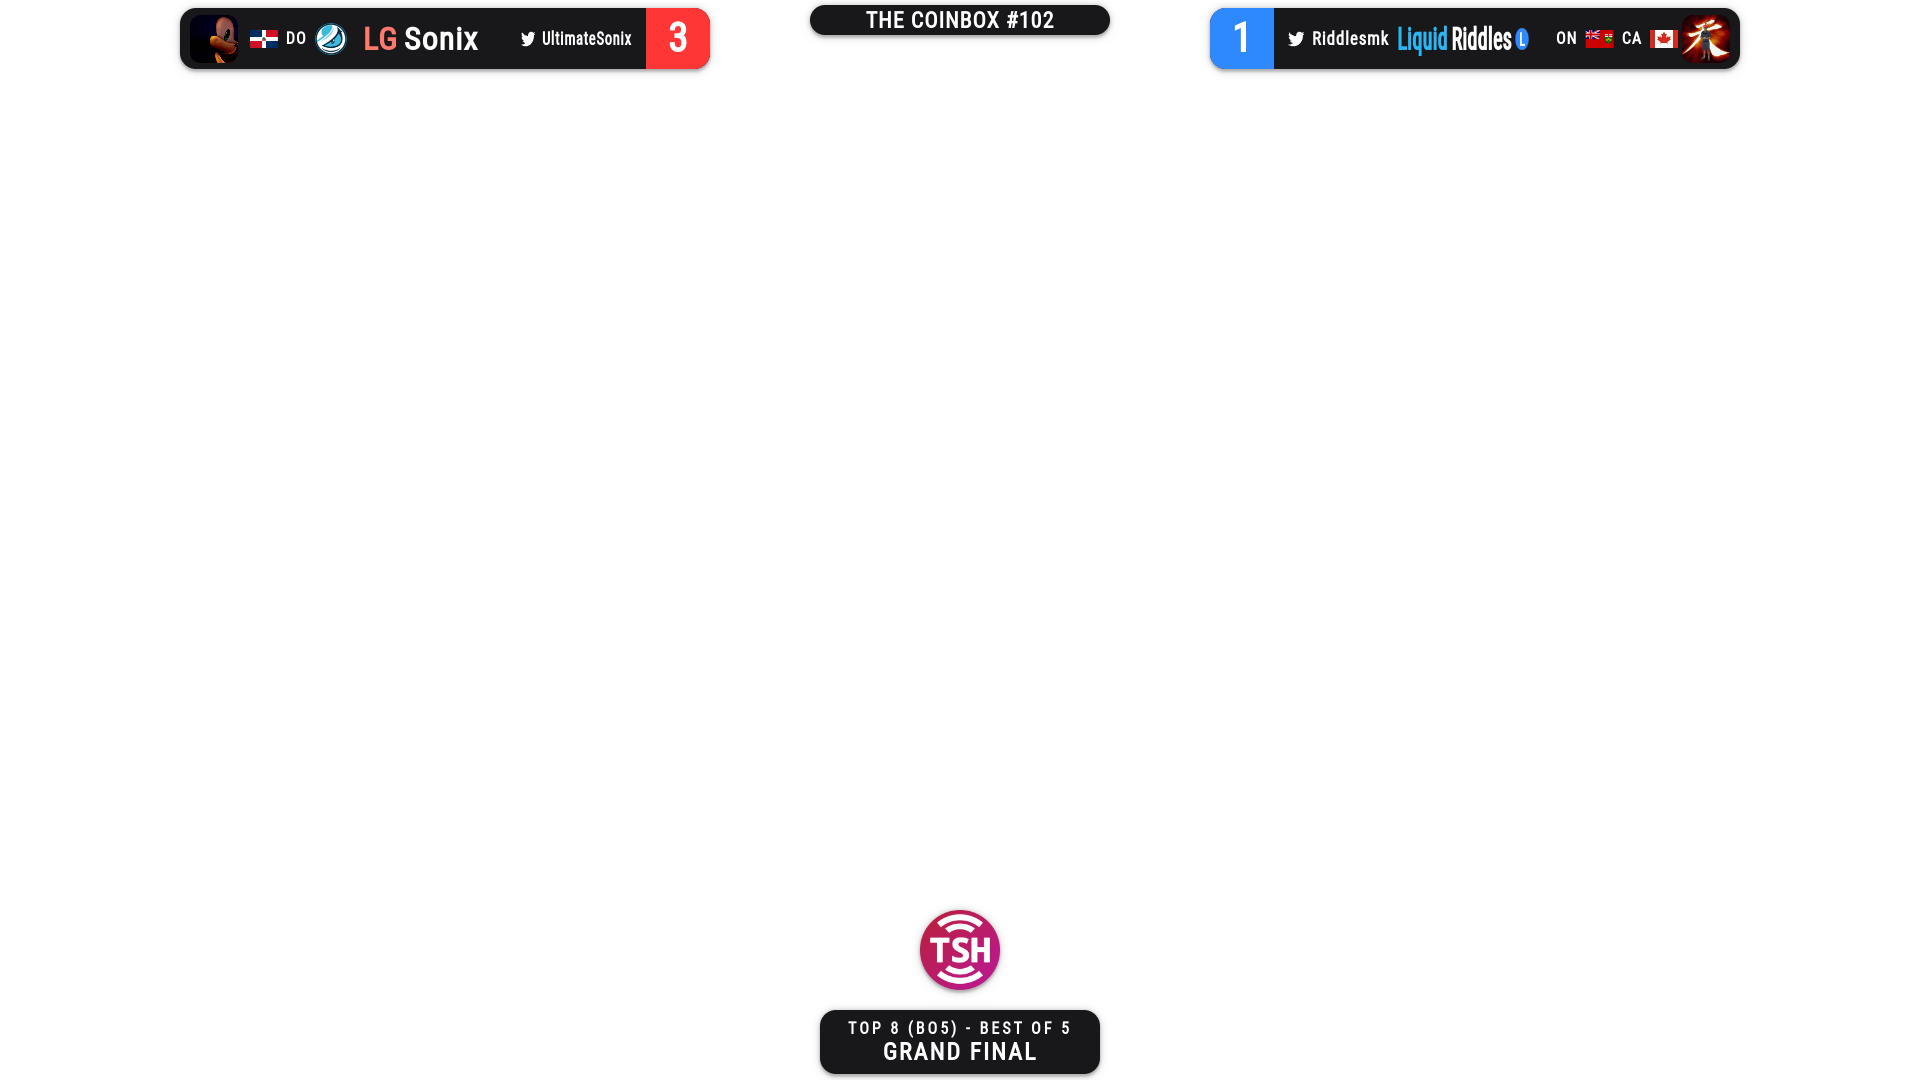 DO LG Sonix UltimateSonix 3
THE COINBOX #102
1 Riddlesmk Liquid Riddles L ON CA
TSH
TOP 8 (BO5) - BEST OF 5
GRAND FINAL